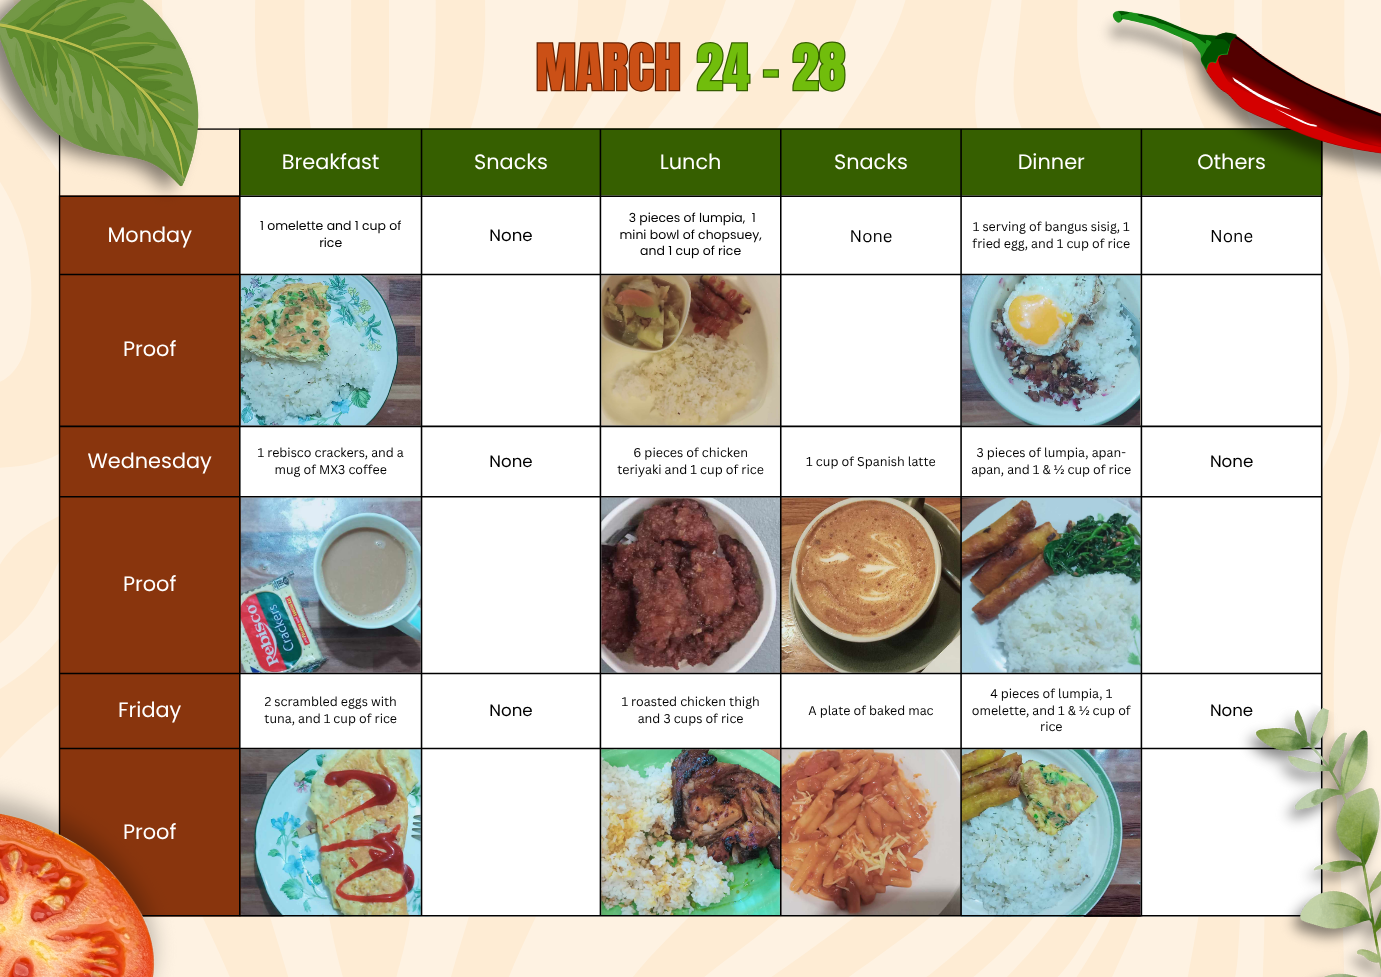 MARCH 24 - 28
Breakfast
Snacks
Lunch
Snacks
Dinner
Others
Monday
1 omelette and 1 cup of
rice
None
3 pieces of lumpia, 1
mini bowl of chopsuey,
and 1 cup of rice
None
1 serving of bangus sisig, 1
fried egg, and 1 cup of rice
None
Proof
Wednesday
1 rebisco crackers, and a
mug of MX3 coffee
None
6 pieces of chicken
teriyaki and 1 cup of rice
1 cup of Spanish latte
3 pieces of lumpia, apan-
apan, and 1 & ½ cup of rice
None
Proof
Rebisco
Crackers
Friday
2 scrambled eggs with
tuna, and 1 cup of rice
None
1 roasted chicken thigh
and 3 cups of rice
A plate of baked mac
4 pieces of lumpia, 1
omelette, and 1 & ½ cup of
rice
None
Proof